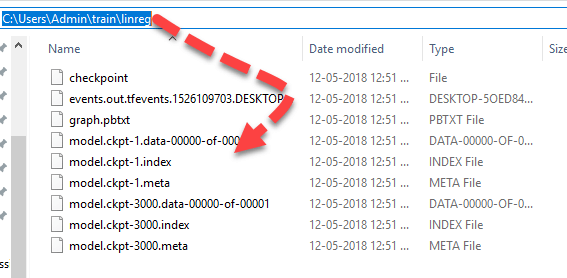 C:\Users\Admin\train\linreg
Name Date modified Type
checkpoint 12-05-2018 12:51 ... File
events.out.tfevents.1526109703.DESKTOP 12-05-2018 12:51 ... DESKTOP-5OED84...
graph.pbtxt 12-05-2018 12:51 ... PBTXT File
model.ckpt-1.data-00000-of-00 12-05-2018 12:51 ... DATA-00000-OF-0...
model.ckpt-1.index 12-05-2018 12:51 ... INDEX File
model.ckpt-1.meta 12-05-2018 12:51 ... META File
model.ckpt-3000.data-00000-of-00001 12-05-2018 12:51 ... DATA-00000-OF-0...
model.ckpt-3000.index 12-05-2018 12:51 ... INDEX File
model.ckpt-3000.meta 12-05-2018 12:51 ... META File